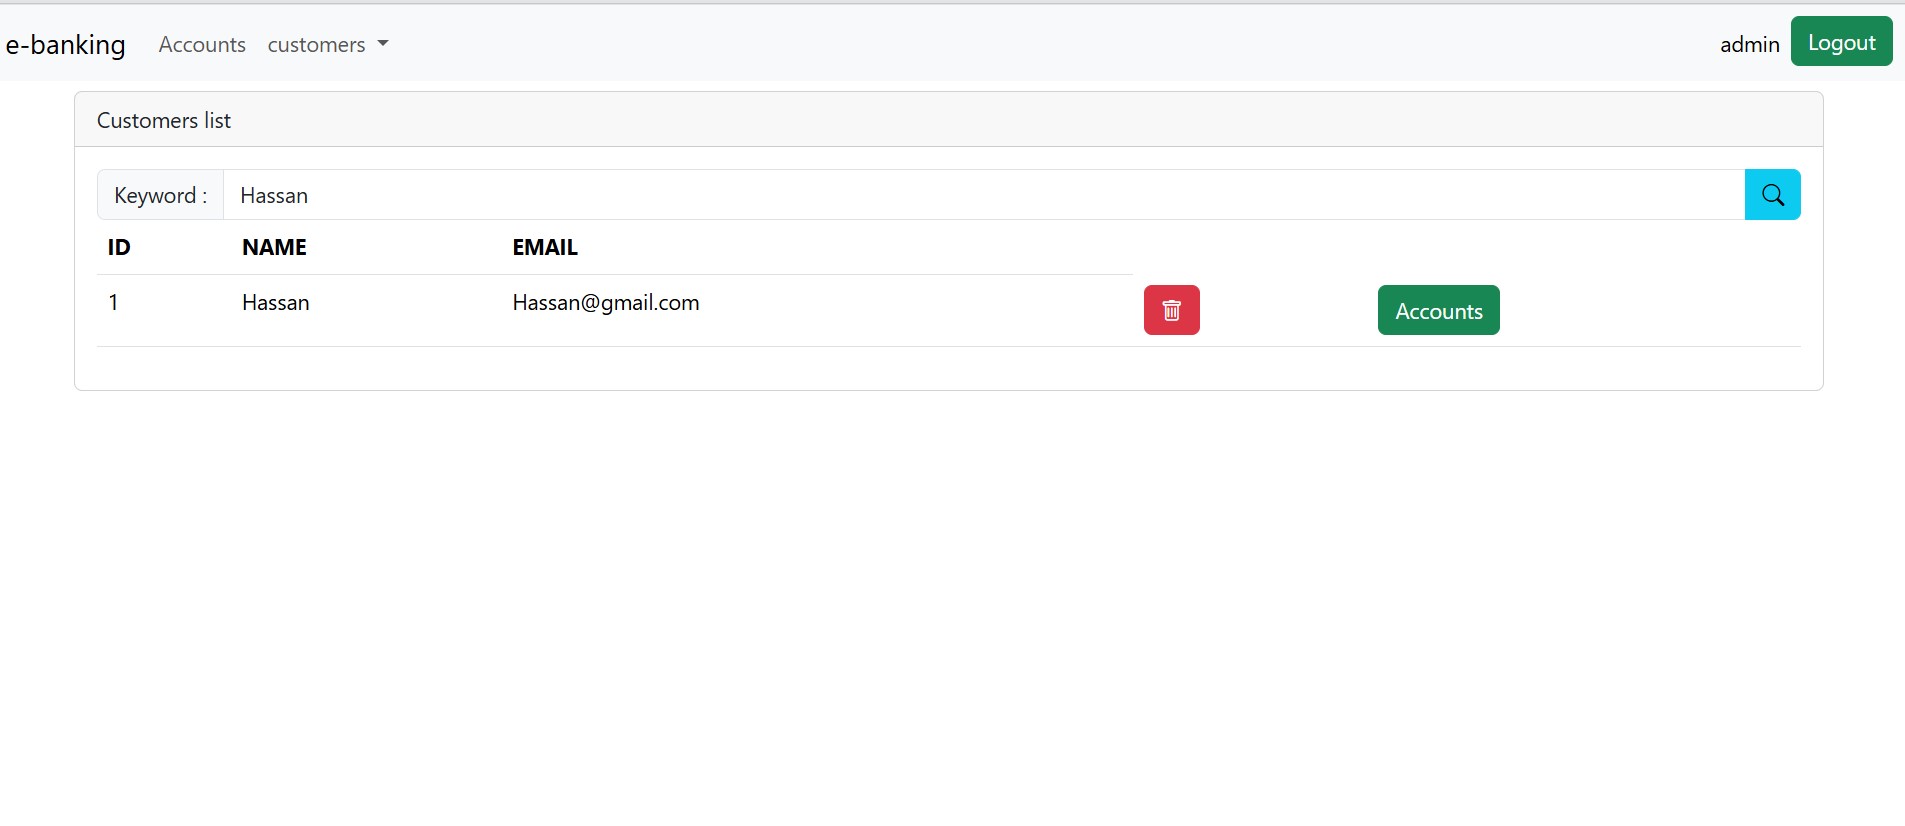 e-banking Accounts customers admin Logout
Customers list
Keyword : Hassan
ID NAME EMAIL
1 Hassan Hassan@gmail.com Accounts